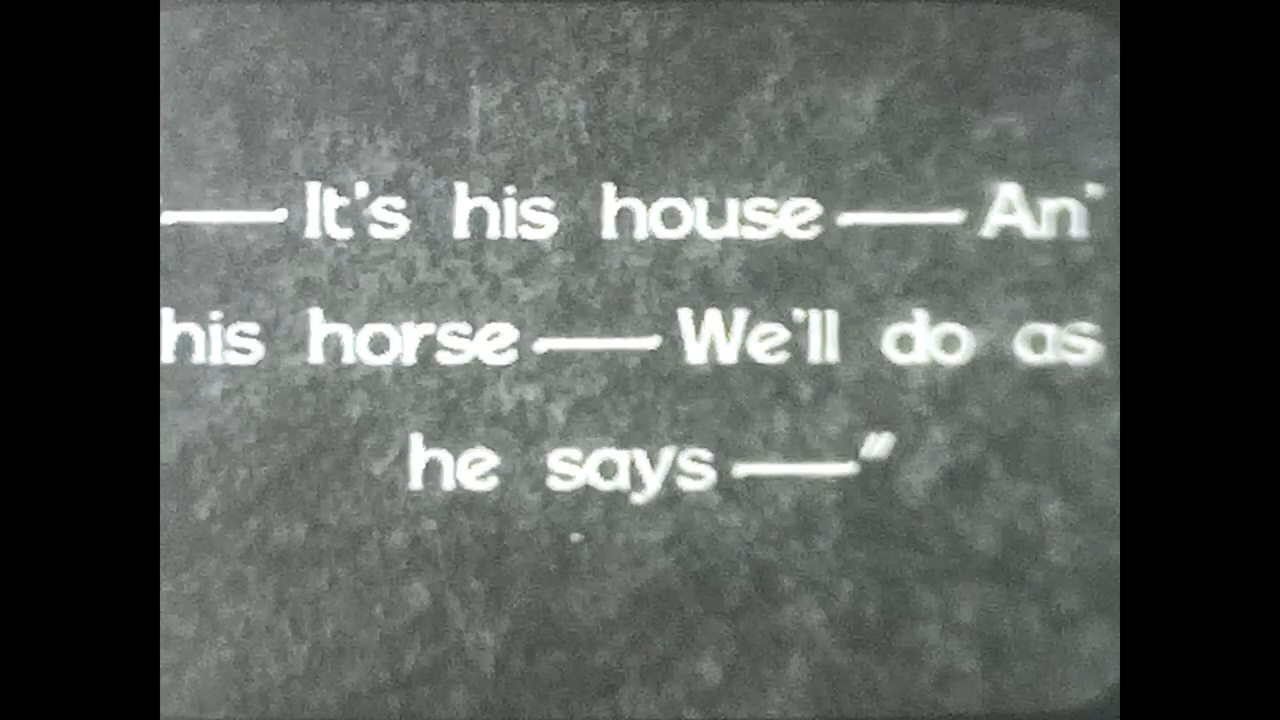 ——It's his house——An'
his horse——We'll do as
he says——"